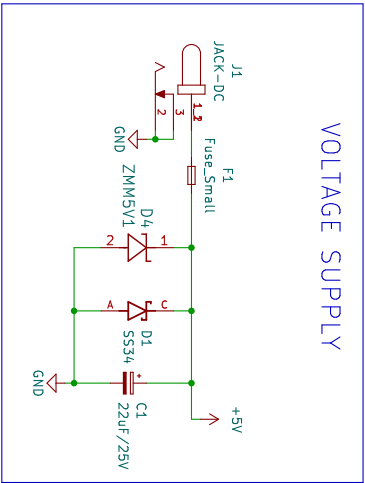 VOLTAGE SUPPLY
J1
JACK-DC
1
2
3
2
GND
F1
Fuse_Small
D4
ZMM5V1
2
1
D1
SS34
A
C
C1
22uF/25V
+
GND
+5V